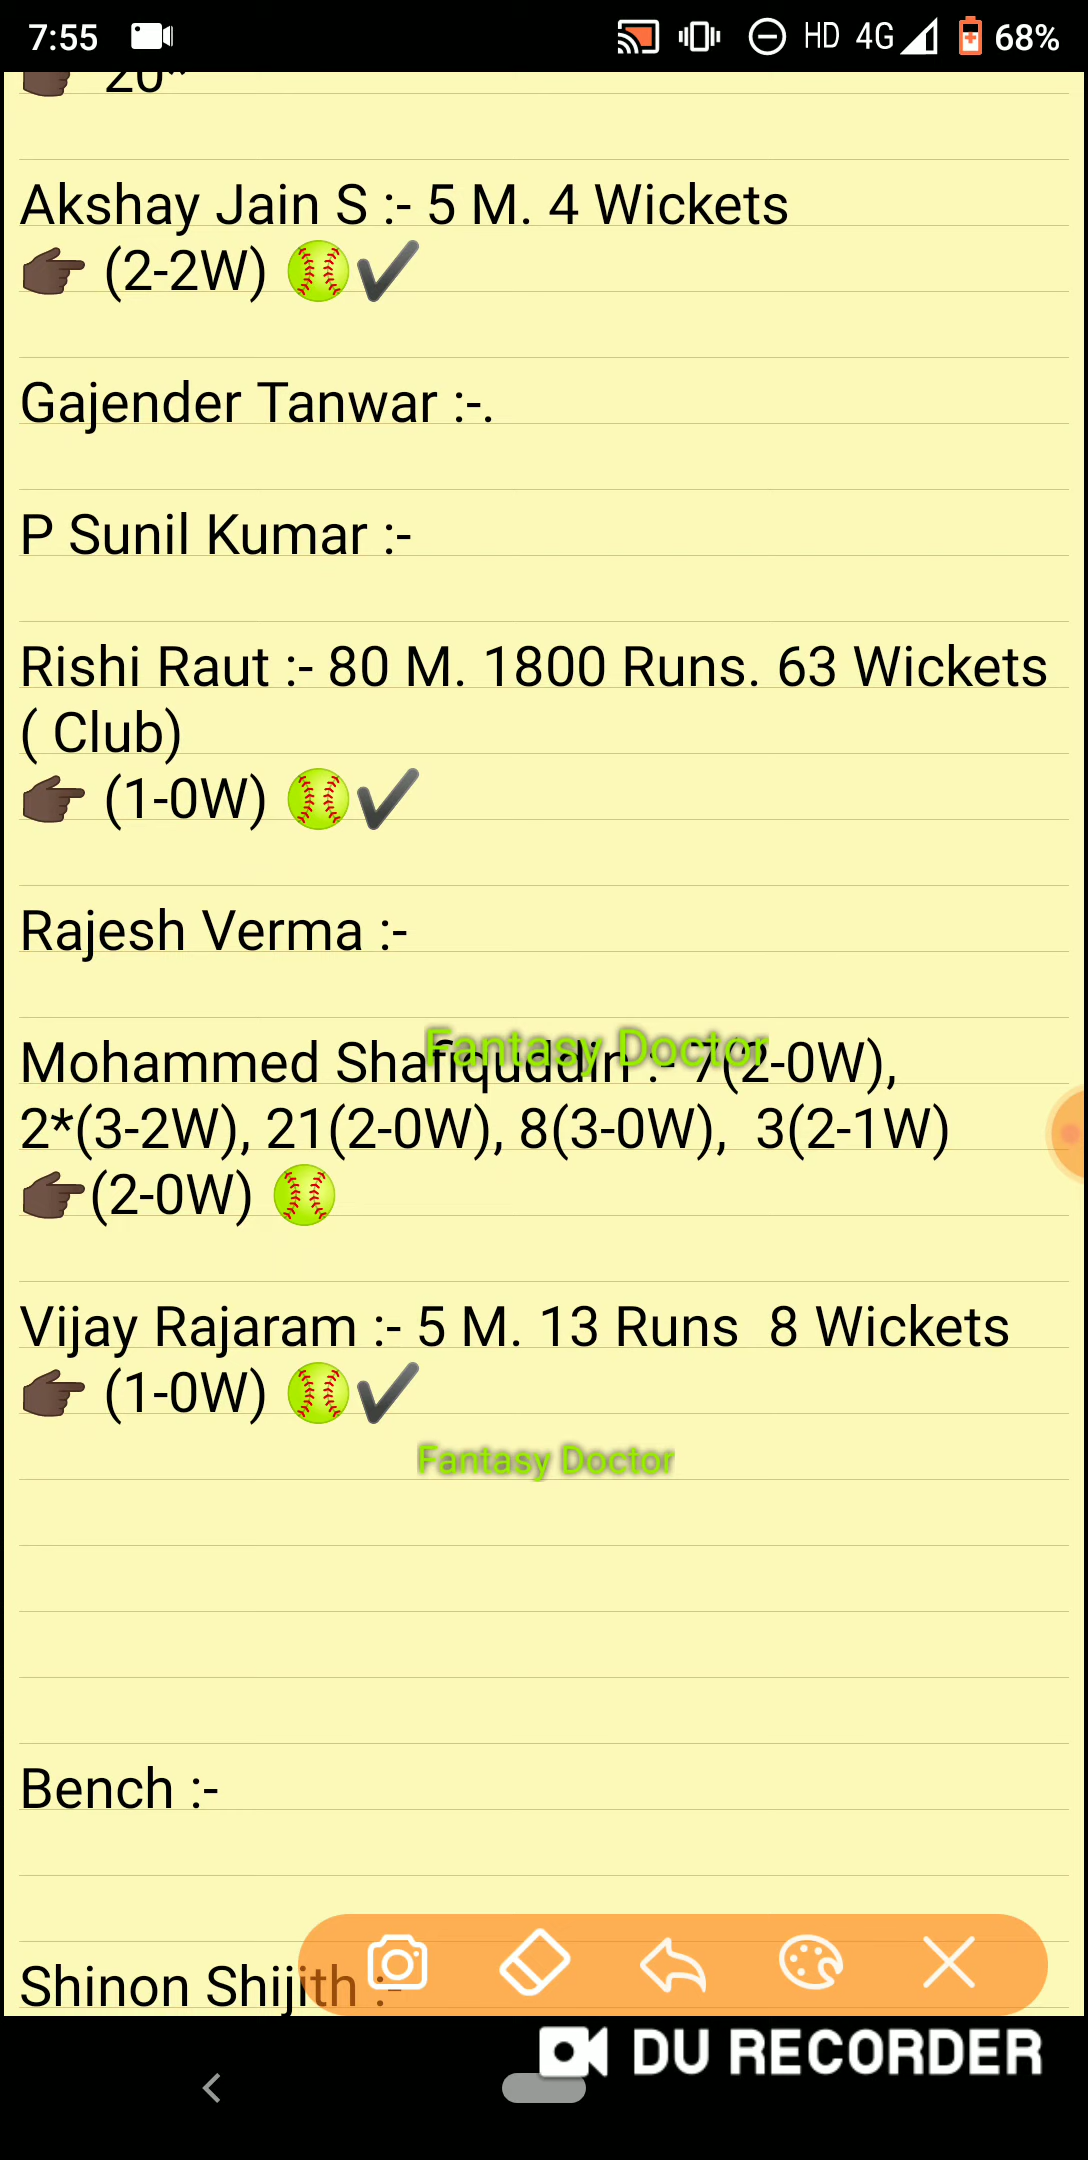 7:55 HD 4G 68%
20*
Akshay Jain S :- 5 M. 4 Wickets
👉🏿 (2-2W) 🥎✔
Gajender Tanwar :-.
P Sunil Kumar :-
Rishi Raut :- 80 M. 1800 Runs. 63 Wickets
( Club)
👉🏿 (1-0W) 🥎✔
Rajesh Verma :-
Fantasy Doctor
Mohammed Shafiquddin :- 7(2-0W),
2*(3-2W), 21(2-0W), 8(3-0W),  3(2-1W)
👉🏿(2-0W) 🥎
Vijay Rajaram :- 5 M. 13 Runs  8 Wickets
👉🏿 (1-0W) 🥎✔
Fantasy Doctor
Bench :-
Shinon Shijith :-
DU RECORDER